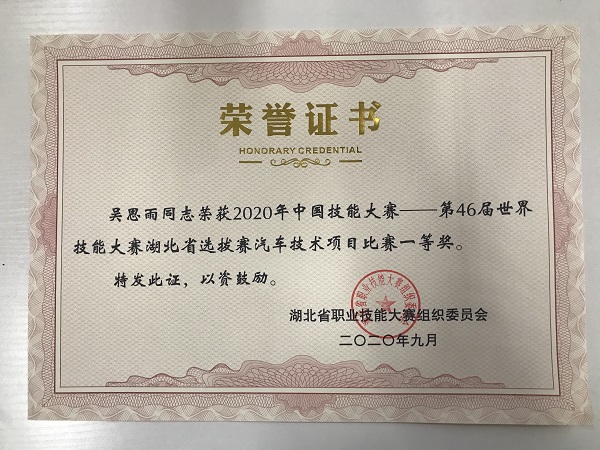 荣誉证书
HONORARY CREDENTIAL
吴思雨同志荣获2020年中国技能大赛——第46届世界
技能大赛湖北省选拔赛汽车技术项目比赛一等奖。
特发此证，以资鼓励。
湖北省职业技能大赛组织委员会
二〇二〇年九月